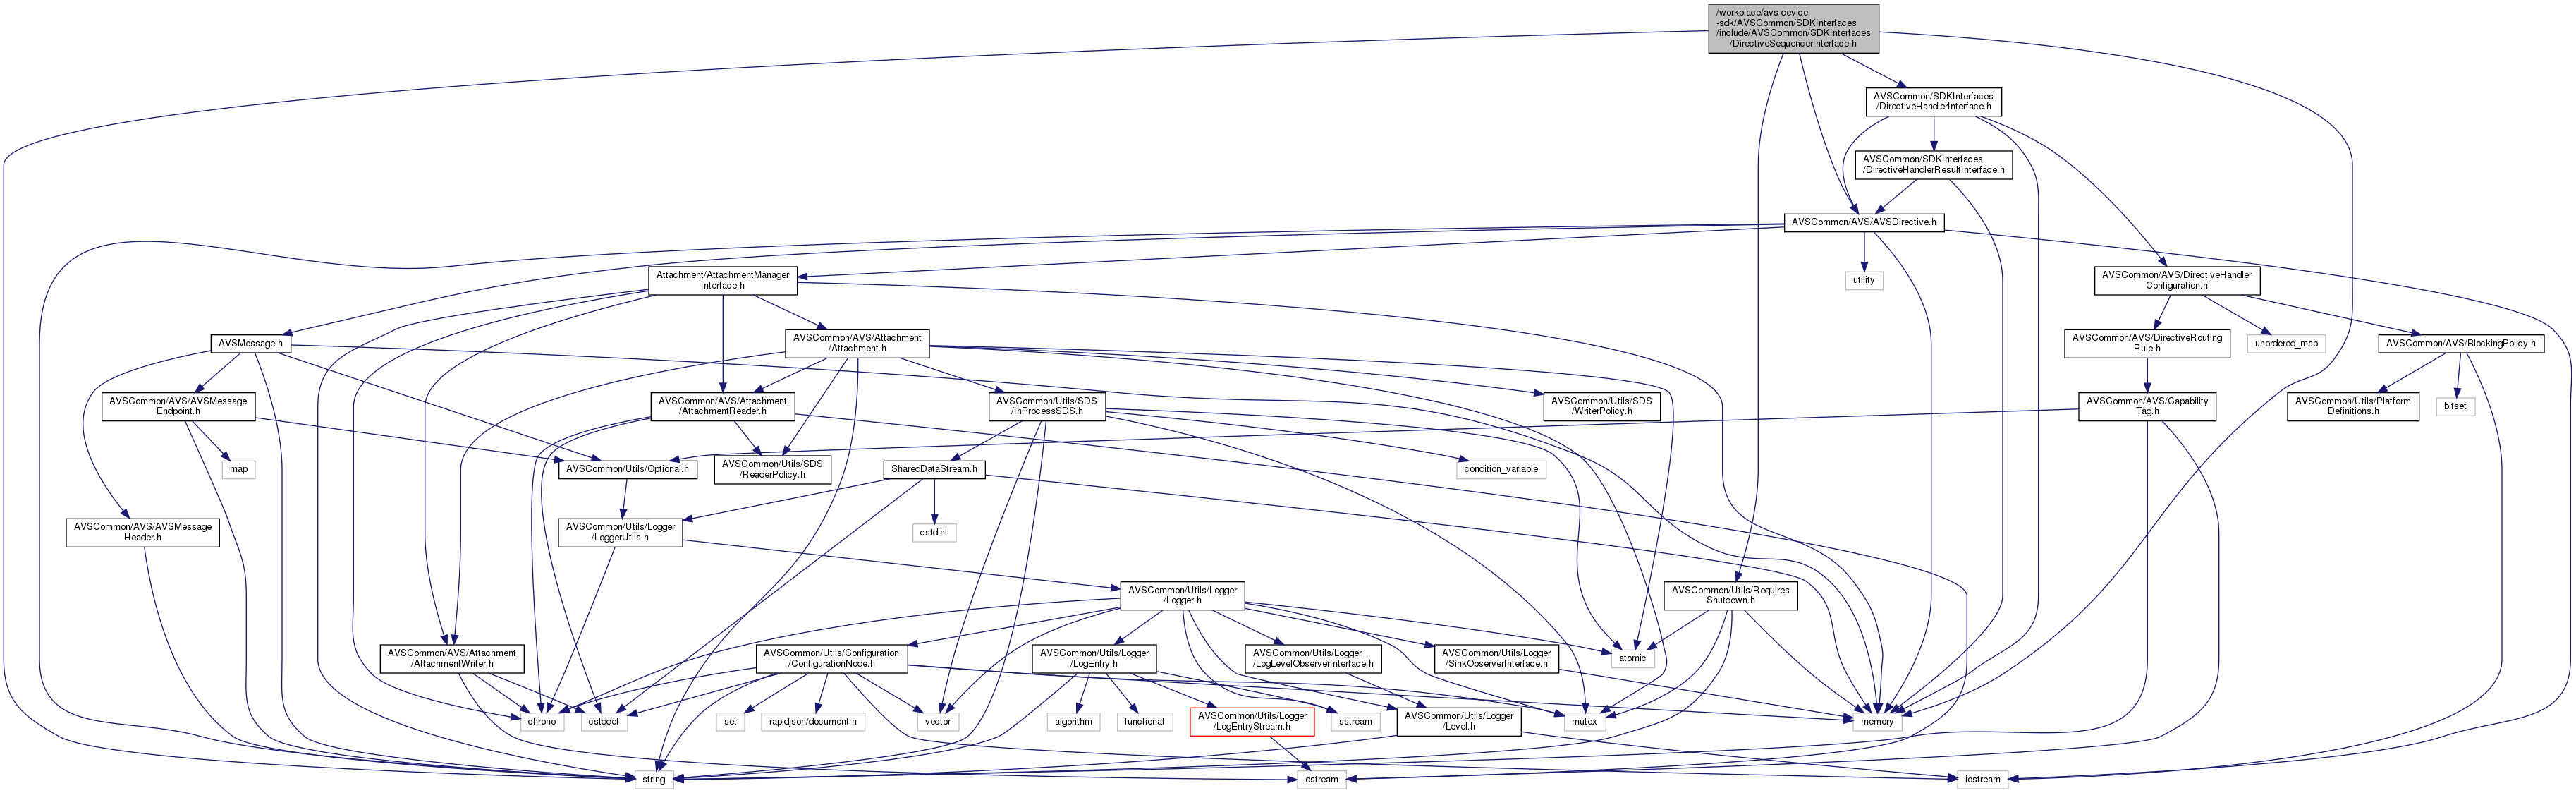 /workplace/avs-device
-sdk/AVSCommon/SDKInterfaces
/include/AVSCommon/SDKInterfaces
/DirectiveSequencerInterface.h
AVSCommon/SDKInterfaces
/DirectiveHandlerInterface.h
AVSCommon/SDKInterfaces
/DirectiveHandlerResultInterface.h
AVSCommon/AVS/AVSDirective.h
Attachment/AttachmentManager
Interface.h
utility
AVSCommon/AVS/DirectiveHandler
Configuration.h
AVSMessage.h
AVSCommon/AVS/Attachment
/Attachment.h
AVSCommon/AVS/DirectiveRouting
Rule.h
unordered_map
AVSCommon/AVS/BlockingPolicy.h
AVSCommon/AVS/AVSMessage
Endpoint.h
AVSCommon/AVS/Attachment
/AttachmentReader.h
AVSCommon/Utils/SDS
/InProcessSDS.h
AVSCommon/Utils/SDS
/WriterPolicy.h
AVSCommon/AVS/Capability
Tag.h
AVSCommon/Utils/Platform
Definitions.h
bitset
map
AVSCommon/Utils/Optional.h
AVSCommon/Utils/SDS
/ReaderPolicy.h
SharedDataStream.h
condition_variable
AVSCommon/AVS/AVSMessage
Header.h
AVSCommon/Utils/Logger
/LoggerUtils.h
cstdint
AVSCommon/Utils/Logger
/Logger.h
AVSCommon/Utils/Requires
Shutdown.h
AVSCommon/AVS/Attachment
/AttachmentWriter.h
AVSCommon/Utils/Configuration
/ConfigurationNode.h
AVSCommon/Utils/Logger
/LogEntry.h
AVSCommon/Utils/Logger
/LogLevelObserverInterface.h
AVSCommon/Utils/Logger
/SinkObserverInterface.h
atomic
chrono
cstddef
set
rapidjson/document.h
vector
algorithm
functional
AVSCommon/Utils/Logger
/LogEntryStream.h
sstream
AVSCommon/Utils/Logger
/Level.h
mutex
memory
string
ostream
iostream